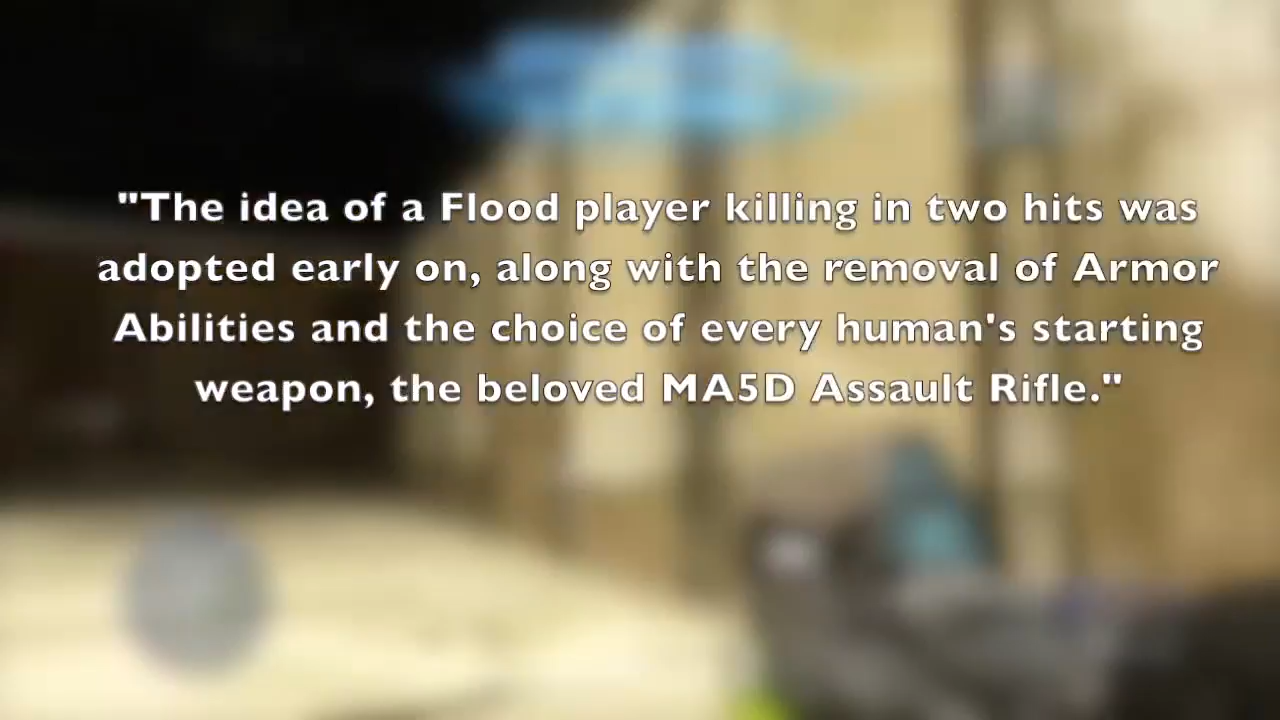 "The idea of a Flood player killing in two hits was
adopted early on, along with the removal of Armor
Abilities and the choice of every human's starting
weapon, the beloved MA5D Assault Rifle."